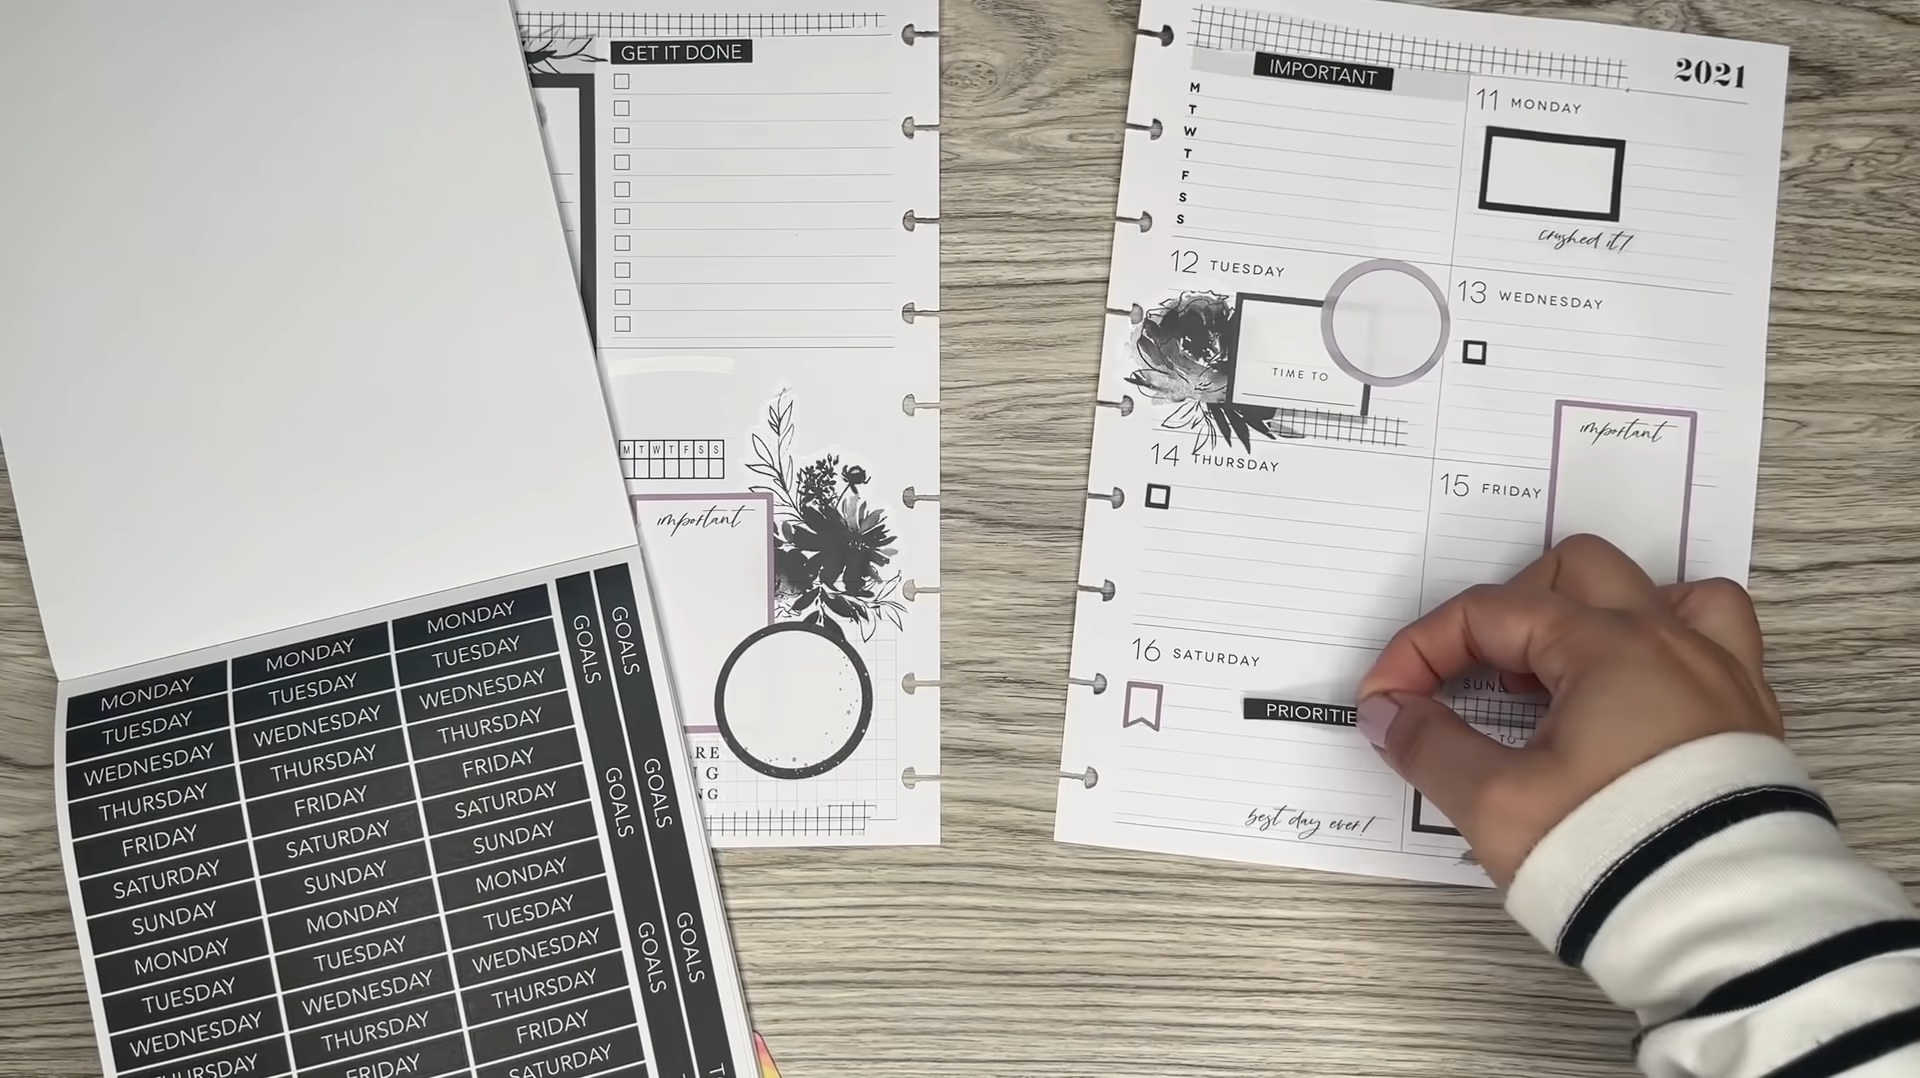 GET IT DONE
M T W T F S S
important
2021
IMPORTANT
M
T
W
T
F
S
S
11 MONDAY
crushed it!
12 TUESDAY
TIME TO
13 WEDNESDAY
important
14 THURSDAY
15 FRIDAY
16 SATURDAY
PRIORITIE
best day ever!
MONDAY MONDAY MONDAY
TUESDAY TUESDAY TUESDAY
WEDNESDAY WEDNESDAY WEDNESDAY
THURSDAY THURSDAY THURSDAY
FRIDAY FRIDAY FRIDAY
SATURDAY SATURDAY SATURDAY
SUNDAY SUNDAY SUNDAY
MONDAY MONDAY MONDAY
TUESDAY TUESDAY TUESDAY
WEDNESDAY WEDNESDAY WEDNESDAY
THURSDAY THURSDAY
FRIDAY FRIDAY
SATURDAY
GOALS GOALS
GOALS GOALS
GOALS GOALS